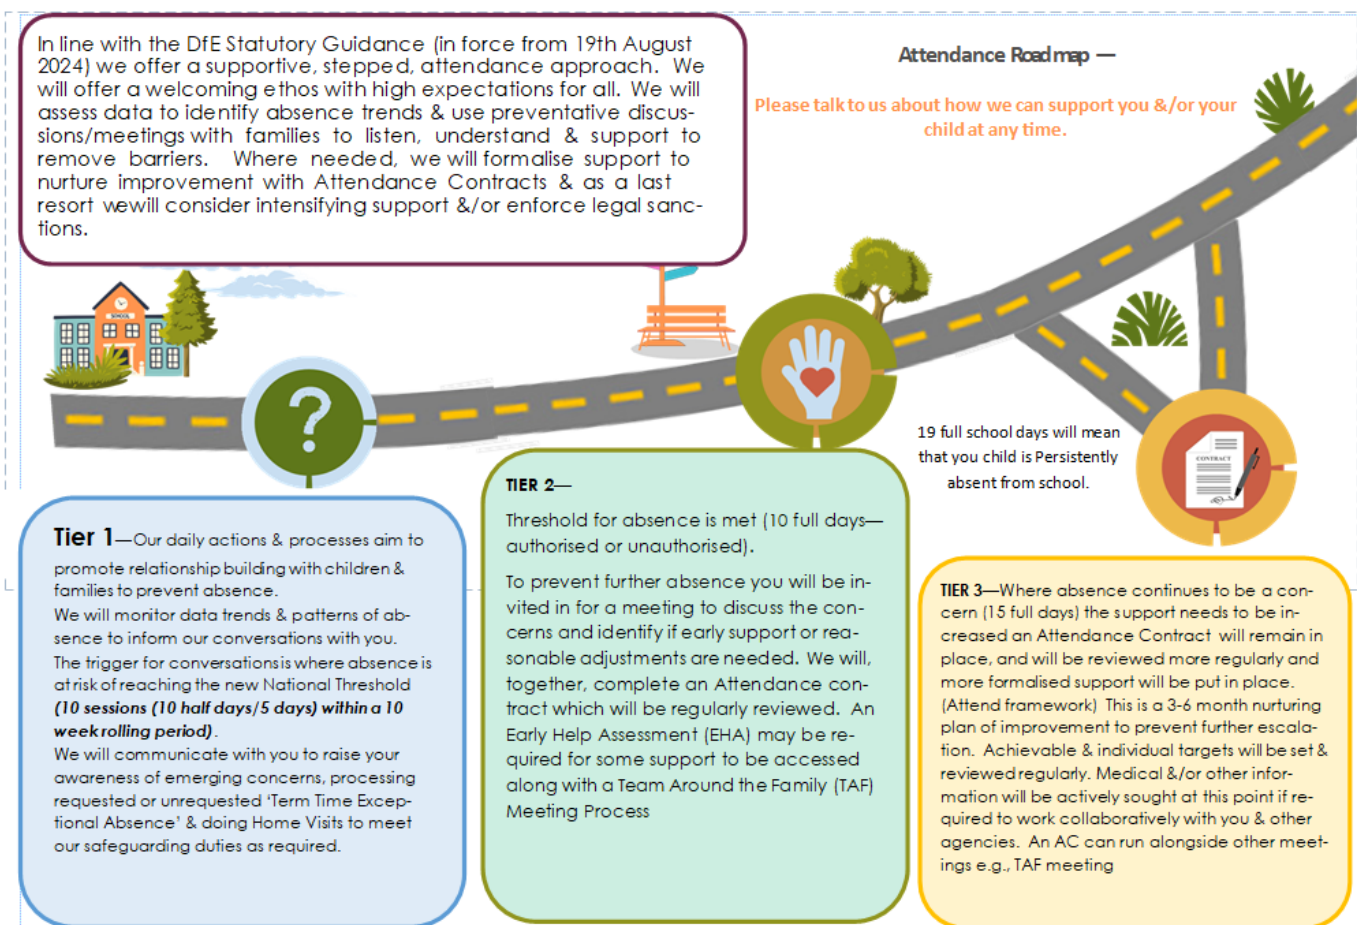 In line with the DfE Statutory Guidance (in force from 19th August
2024) we offer a supportive, stepped, attendance approach. We
will offer a welcoming ethos with high expectations for all. We will
assess data to identify absence trends & use preventative discus-
sions/meetings with families to listen, understand & support to
remove barriers. Where needed, we will formalise support to
nurture improvement with Attendance Contracts & as a last
resort wewill consider intensifying support &/or enforce legal sanc-
tions.
Attendance Roadmap —
Please talk to us about how we can support you &/or your
child at any time.
SCHOOL
19 full school days will mean
that you child is Persistently
absent from school.
CONTRACT
Tier 1—Our daily actions & processes aim to
promote relationship building with children &
families to prevent absence.
We will monitor data trends & patterns of ab-
sence to inform our conversations with you.
The trigger for conversations is where absence is
at risk of reaching the new National Threshold
(10 sessions (10 half days/5 days) within a 10
week rolling period).
We will communicate with you to raise your
awareness of emerging concerns, processing
requested or unrequested ‘Term Time Excep-
tional Absence’ & doing Home Visits to meet
our safeguarding duties as required.
TIER 2—
Threshold for absence is met (10 full days—
authorised or unauthorised).
To prevent further absence you will be in-
vited in for a meeting to discuss the con-
cerns and identify if early support or rea-
sonable adjustments are needed. We will,
together, complete an Attendance con-
tract which will be regularly reviewed. An
Early Help Assessment (EHA) may be re-
quired for some support to be accessed
along with a Team Around the Family (TAF)
Meeting Process
TIER 3—Where absence continues to be a con-
cern (15 full days) the support needs to be in-
creased an Attendance Contract will remain in
place, and will be reviewed more regularly and
more formalised support will be put in place.
(Attend framework) This is a 3-6 month nurturing
plan of improvement to prevent further escala-
tion. Achievable & individual targets will be set &
reviewed regularly. Medical &/or other infor-
mation will be actively sought at this point if re-
quired to work collaboratively with you & other
agencies. An AC can run alongside other meet-
ings e.g., TAF meeting